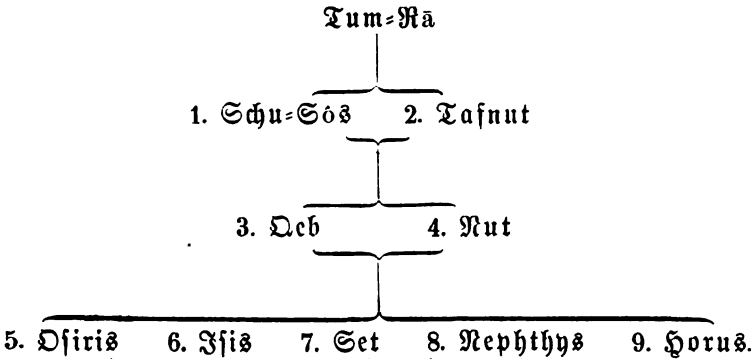 Tum-Rā
1. Schu-Sôs 2. Tafnut
3. Qeb 4. Nut
5. Osiris 6. Isis 7. Set 8. Nephthys 9. Horus.